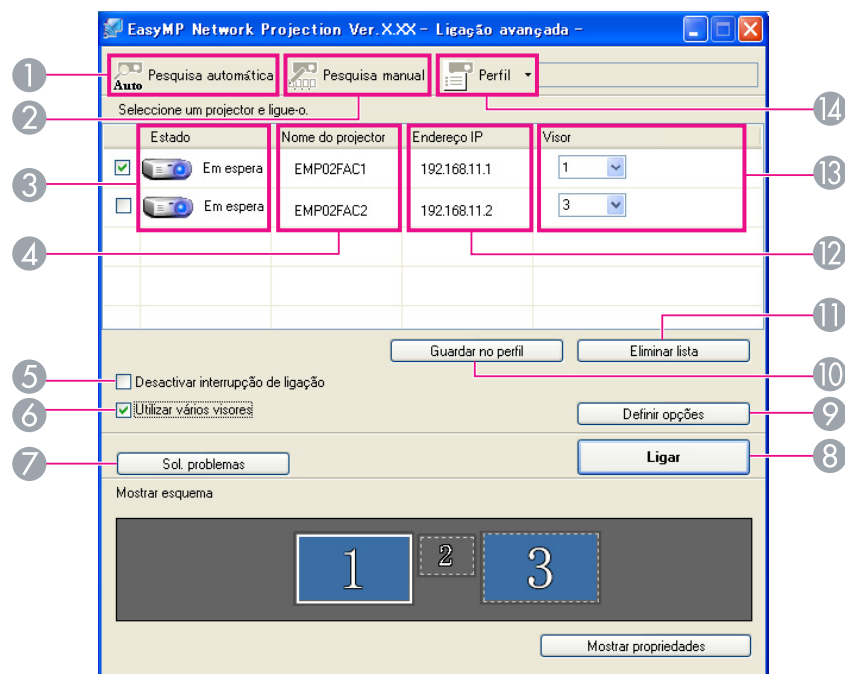 EasyMP Network Projection Ver.X.XX - Ligação avançada -
1 Auto Pesquisa automática Pesquisa manual Perfil
2 Seleccione um projector e ligue-o. 14
Estado Nome do projector Endereço IP Visor
3 Em espera EMP02FAC1 192.168.11.1 1 13
Em espera EMP02FAC2 192.168.11.2 3
4 12
11
Guardar no perfil Eliminar lista
5 Desactivar interrupção de ligação 10
6 Utilizar vários visores Definir opções 9
7 Sol. problemas Ligar 8
Mostrar esquema
1 2 3
Mostrar propriedades